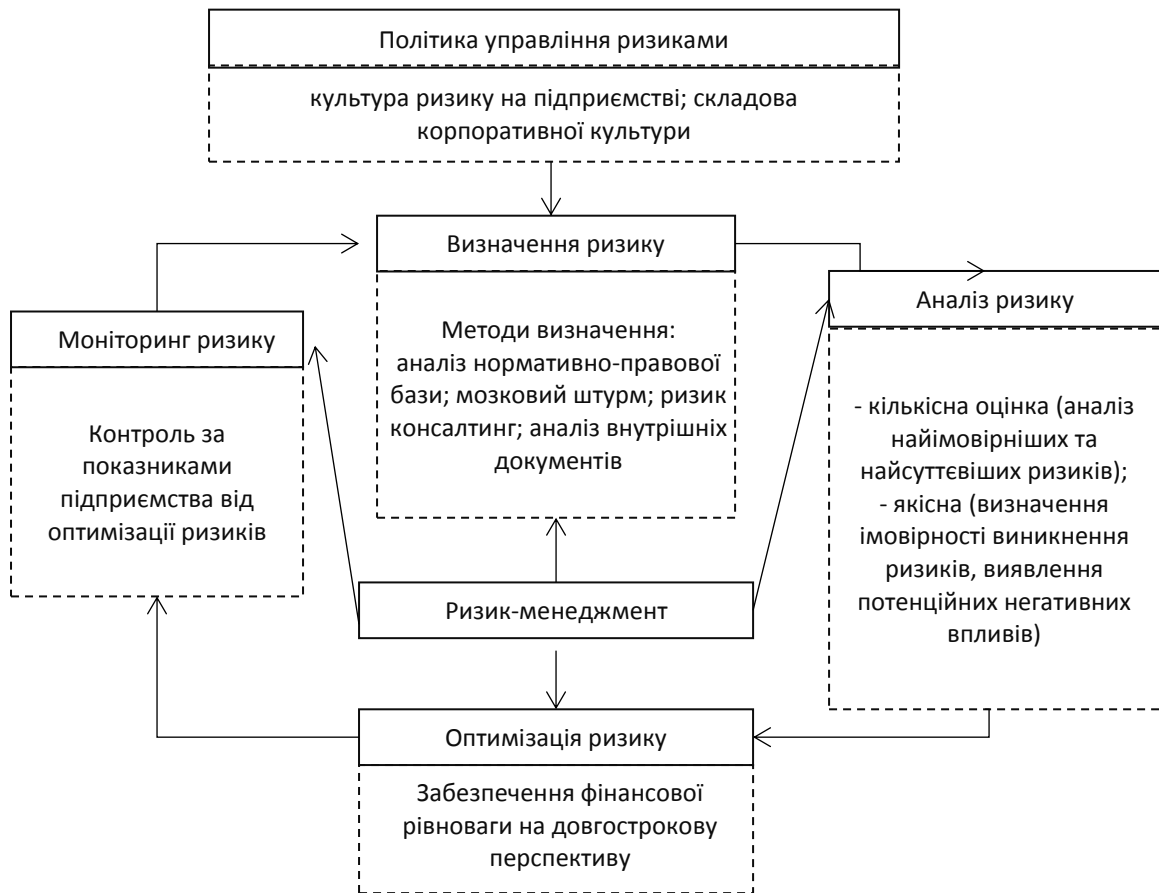 Політика управління ризиками
культура ризику на підприємстві; складова
корпоративної культури
Визначення ризику
Методи визначення:
аналіз нормативно-правової
бази; мозковий штурм; ризик
консалтинг; аналіз внутрішніх
документів
Аналіз ризику
- кількісна оцінка (аналіз
найімовірніших та
найсуттєвіших ризиків);
- якісна (визначення
імовірності виникнення
ризиків, виявлення
потенційних негативних
впливів)
Моніторинг ризику
Контроль за
показниками
підприємства від
оптимізації ризиків
Ризик-менеджмент
Оптимізація ризику
Забезпечення фінансової
рівноваги на довгострокову
перспективу